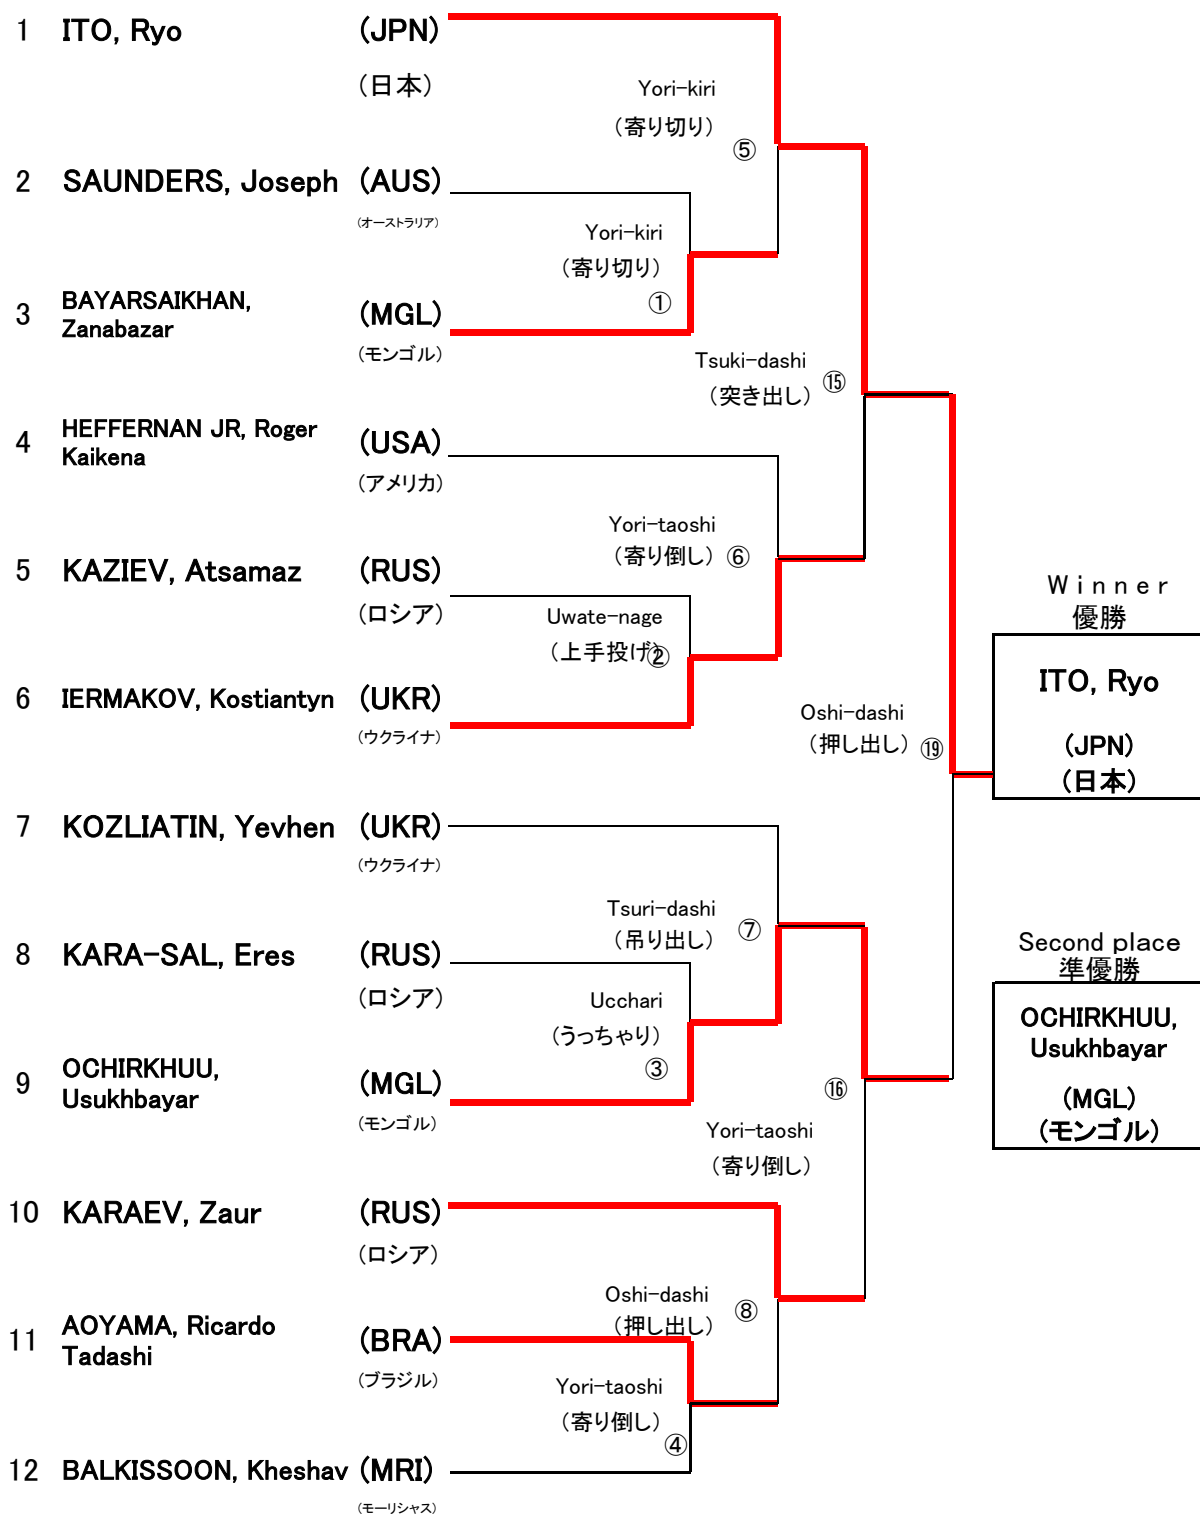 1 ITO, Ryo (JPN)
(日本)
Yori-kiri
(寄り切り)
⑤
2 SAUNDERS, Joseph (AUS)
(オーストラリア)
Yori-kiri
(寄り切り)
①
3 BAYARSAIKHAN,
Zanabazar
(MGL)
(モンゴル)
Tsuki-dashi
(突き出し)
⑮
4 HEFFERNAN JR, Roger
Kaikena
(USA)
(アメリカ)
Yori-taoshi
(寄り倒し)
⑥
5 KAZIEV, Atsamaz (RUS)
(ロシア)
Uwate-nage
(上手投げ)
②
6 IERMAKOV, Kostiantyn (UKR)
(ウクライナ)
Oshi-dashi
(押し出し)
⑲
Winner
優勝
ITO, Ryo
(JPN)
(日本)
7 KOZLIATIN, Yevhen (UKR)
(ウクライナ)
Tsuri-dashi
(吊り出し)
⑦
8 KARA-SAL, Eres (RUS)
(ロシア)
Ucchari
(うっちゃり)
③
9 OCHIRKHUU,
Usukhbayar
(MGL)
(モンゴル)
⑯
Yori-taoshi
(寄り倒し)
Second place
準優勝
OCHIRKHUU,
Usukhbayar
(MGL)
(モンゴル)
10 KARAEV, Zaur (RUS)
(ロシア)
Oshi-dashi
(押し出し)
⑧
11 AOYAMA, Ricardo
Tadashi
(BRA)
(ブラジル)
Yori-taoshi
(寄り倒し)
④
12 BALKISSOON, Kheshav (MRI)
(モーリシャス)